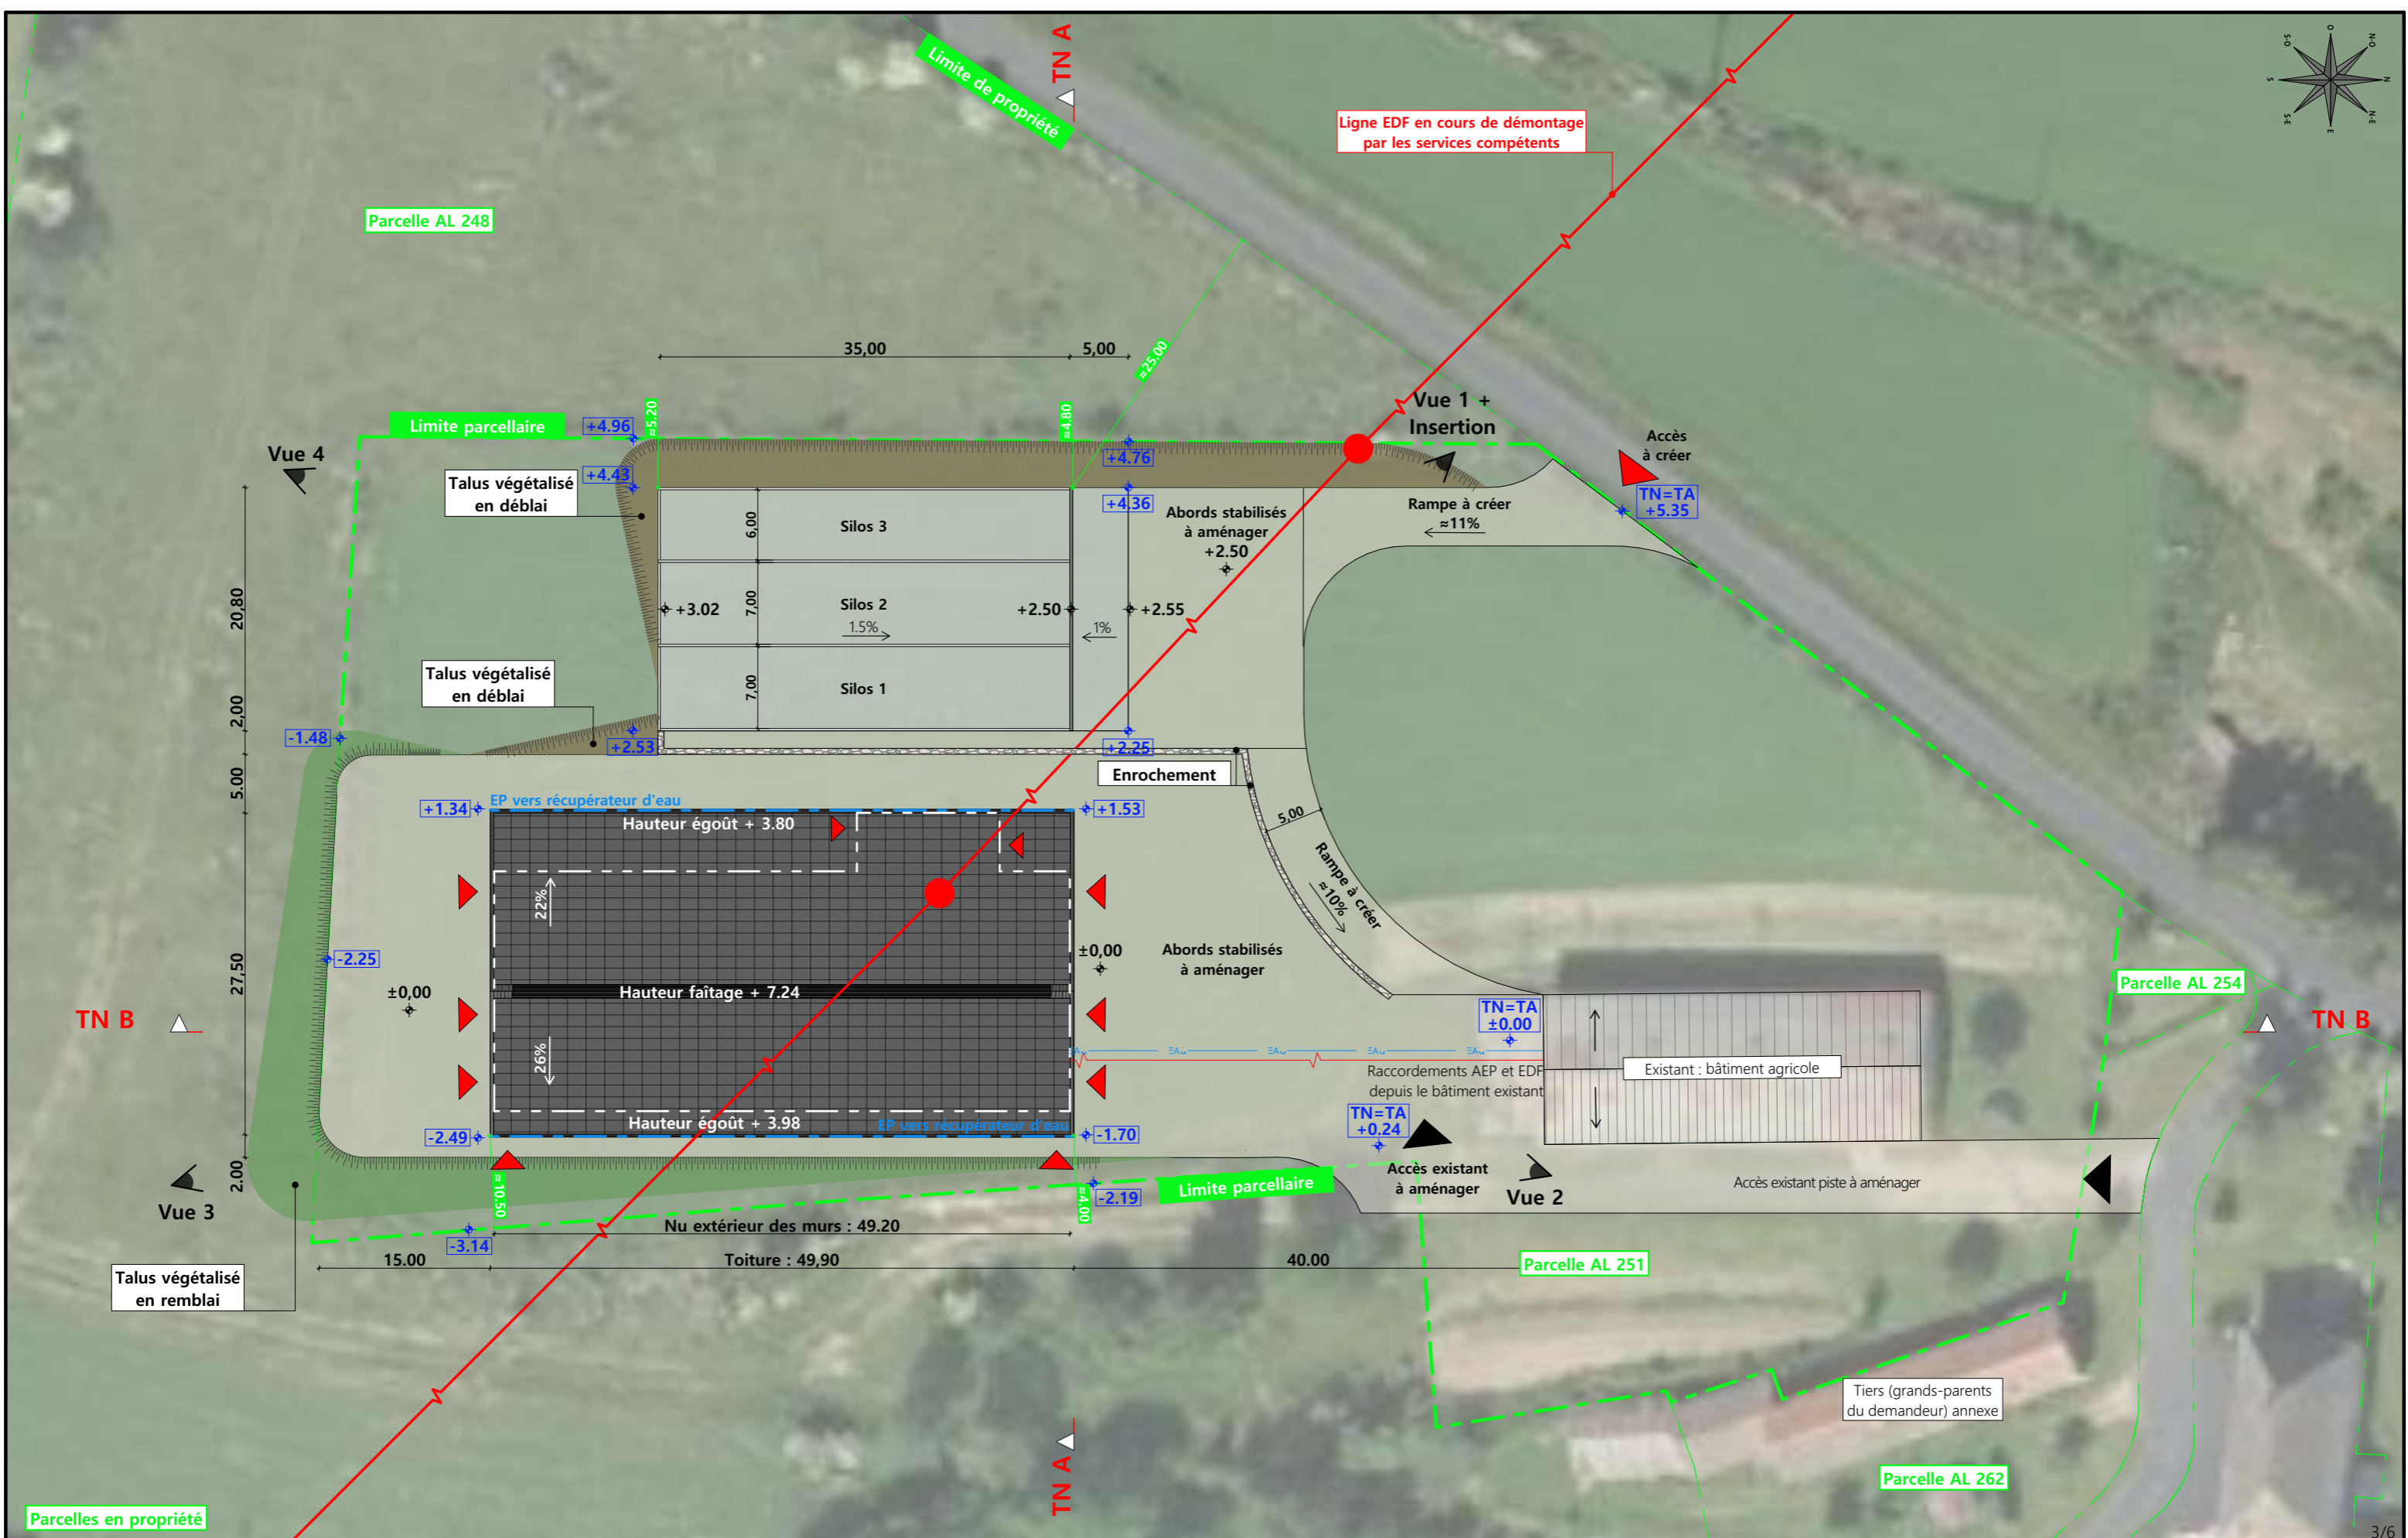 TN A
O
N-O
N
N-E
E
S-E
S
S-O
Limite de propriété
Ligne EDF en cours de démontage
par les services compétents
Parcelle AL 248
35,00
5,00
≈25.00
Limite parcellaire
+4.96
≈5.20
≈4.80
Vue 1 +
Insertion
Accès
à créer
Vue 4
+4.76
Talus végétalisé
en déblai
+4.43
+4.36
TN=TA
+5.35
Rampe à créer
≈11%
Abords stabilisés
à aménager
+2.50
6,00
Silos 3
20,80
+3.02
7,00
Silos 2
1.5%
+2.50
+2.55
1%
Talus végétalisé
en déblai
7,00
Silos 1
2,00
-1.48
+2.53
+2.25
Enrochement
5.00
+1.34
EP vers récupérateur d'eau
+1.53
Hauteur égoût + 3.80
5,00
Rampe à créer
≈10%
22%
27,50
-2.25
±0,00
Hauteur faîtage + 7.24
±0,00
Abords stabilisés
à aménager
Parcelle AL 254
TN B
TN=TA
±0.00
TN B
26%
Raccordements AEP et EDF
depuis le bâtiment existant
Existant : bâtiment agricole
Hauteur égoût + 3.98
EP vers récupérateur d'eau
-2.49
-1.70
TN=TA
+0.24
2.00
Vue 3
≈10.50
≈4.00
-2.19
Limite parcellaire
Accès existant
à aménager
Vue 2
Accès existant piste à aménager
Nu extérieur des murs : 49.20
-3.14
15.00
Toiture : 49,90
40.00
Parcelle AL 251
Talus végétalisé
en remblai
Tiers (grands-parents
du demandeur) annexe
TN A
Parcelle AL 262
Parcelles en propriété
3/6